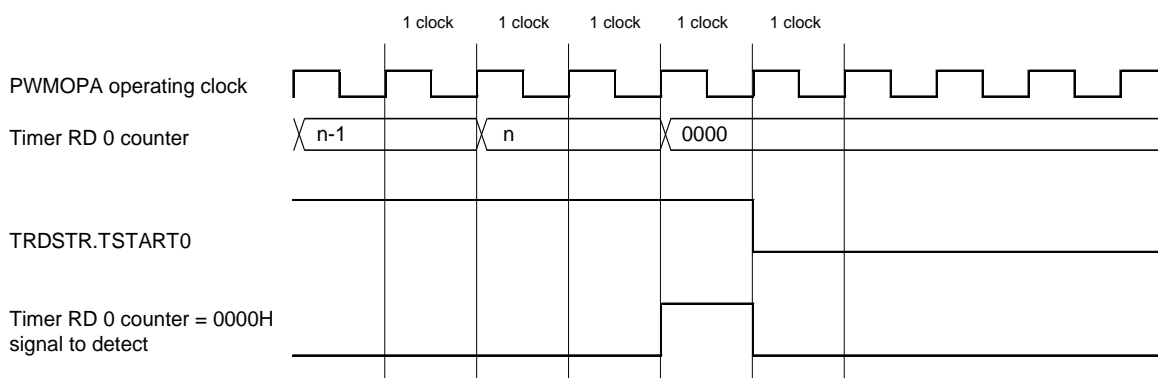 1 clock 1 clock 1 clock 1 clock 1 clock
PWMOPA operating clock
Timer RD 0 counter n-1 n 0000
TRDSTR.TSTART0
Timer RD 0 counter = 0000H
signal to detect